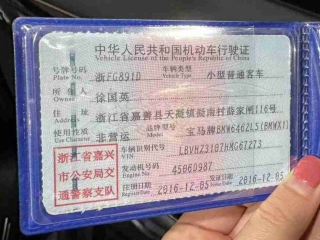 中华人民共和国机动车行驶证
Vehicle License of the People's Republic of China
号牌号码 浙FG891D 车辆类型 小型普通客车
Plate No. Vehicle Type
所有人 徐国英
住址 浙江省嘉善县天凝镇凝南村薛家浜116号
使用性质 非营运 品牌型号 宝马牌BMW6462LS(BMWX1)
Use Character Model
浙江省嘉兴 车辆识别代号
VIN
市公安局交 发动机号码 45060987
通警察支队 注册日期 2016-12-05 发证日期 2016-12-05